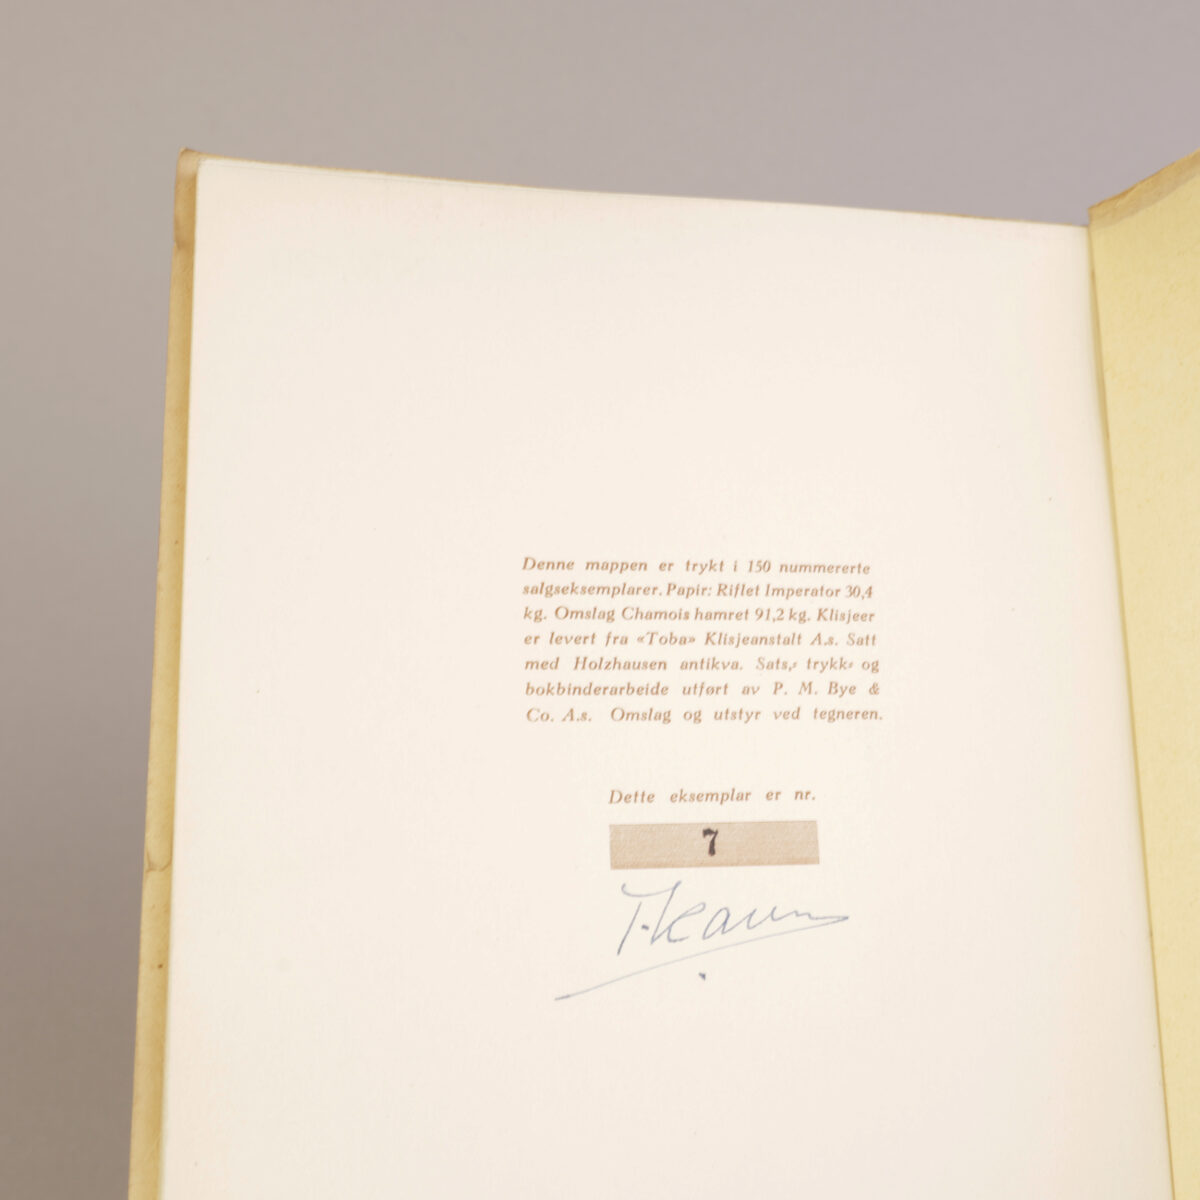 Denne mappen er trykt i 150 nummererte
salgseksemplarer. Papir: Riflet Imperator 30,4
kg. Omslag Chamois hamret 91,2 kg. Klisjeer
er levert fra «Toba» Klisjeanstalt A.s. Satt
med Holzhausen antikva. Sats,- trykk- og
bokbinderarbeide utført av P. M. Bye &
Co. A.s. Omslag og utstyr ved tegneren.
Dette eksemplar er nr.
7